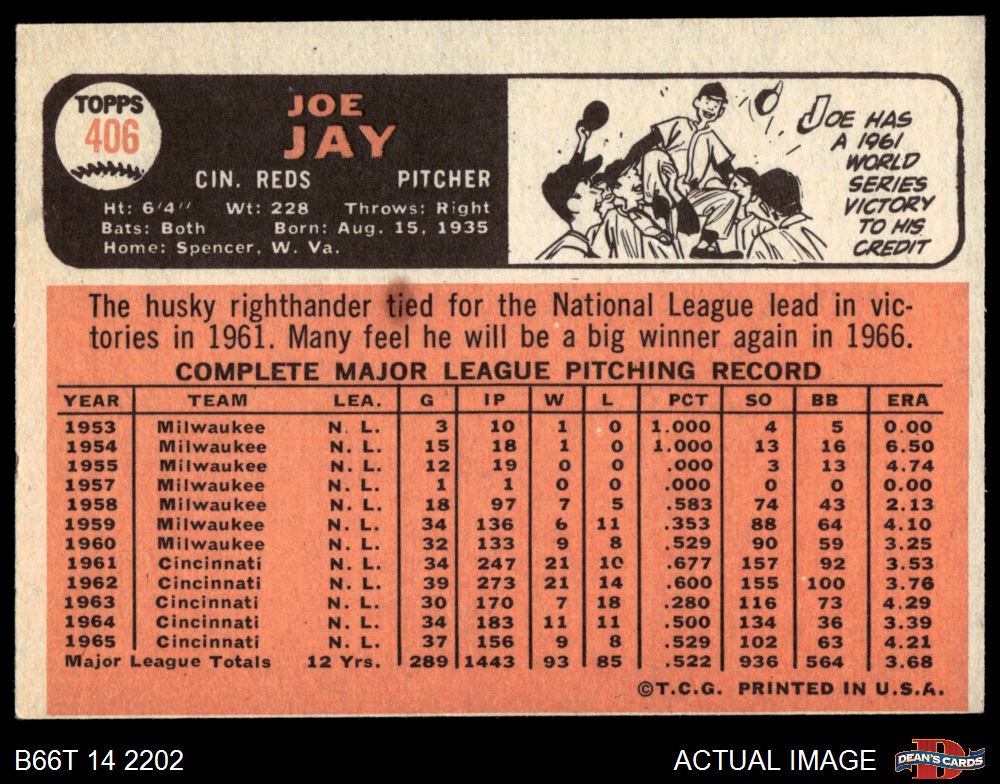 TOPPS
406
JOE
JAY
CIN. REDS PITCHER
Ht: 6'4" Wt: 228 Throws: Right
Bats: Both Born: Aug. 15, 1935
Home: Spencer, W. Va.
JOE HAS
A 1961
WORLD
SERIES
VICTORY
TO HIS
CREDIT
The husky righthander tied for the National League lead in vic-
tories in 1961. Many feel he will be a big winner again in 1966.
COMPLETE MAJOR LEAGUE PITCHING RECORD
YEAR TEAM LEA. G IP W L PCT SO BB ERA
1953 Milwaukee N. L. 3 10 1 0 1.000 4 5 0.00
1954 Milwaukee N. L. 15 18 1 0 1.000 13 16 6.50
1955 Milwaukee N. L. 12 19 0 0 .000 3 13 4.74
1957 Milwaukee N. L. 1 1 0 0 .000 0 0 0.00
1958 Milwaukee N. L. 18 97 7 5 .583 74 43 2.13
1959 Milwaukee N. L. 34 136 6 11 .353 88 64 4.10
1960 Milwaukee N. L. 32 133 9 8 .529 90 59 3.25
1961 Cincinnati N. L. 34 247 21 10 .677 157 92 3.53
1962 Cincinnati N. L. 39 273 21 14 .600 155 100 3.76
1963 Cincinnati N. L. 30 170 7 18 .280 116 73 4.29
1964 Cincinnati N. L. 34 183 11 11 .500 134 36 3.39
1965 Cincinnati N. L. 37 156 9 8 .529 102 63 4.21
Major League Totals 12 Yrs. 289 1443 93 85 .522 936 564 3.68
©T.C.G. PRINTED IN U.S.A.
B66T 14 2202 ACTUAL IMAGE
DEAN'S CARDS